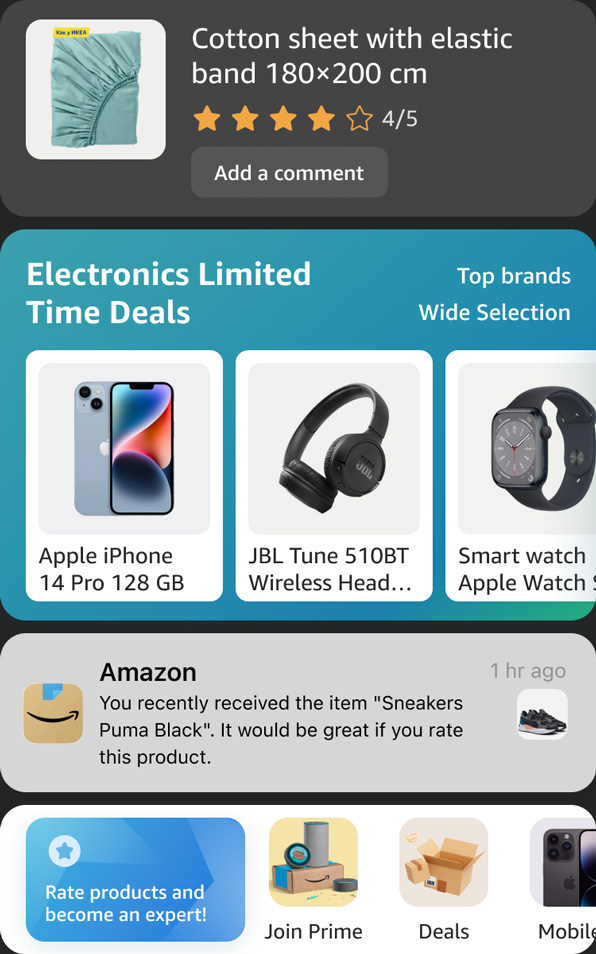 Как у ИКЕА
Cotton sheet with elastic
band 180×200 cm
4/5
Add a comment
Electronics Limited
Time Deals
Top brands
Wide Selection
JBL
Apple iPhone
14 Pro 128 GB
JBL Tune 510BT
Wireless Head...
Smart watch
Apple Watch S
Amazon
1 hr ago
You recently received the item "Sneakers
Puma Black". It would be great if you rate
this product.
Rate products and
become an expert!
Join Prime
Deals
Mobile